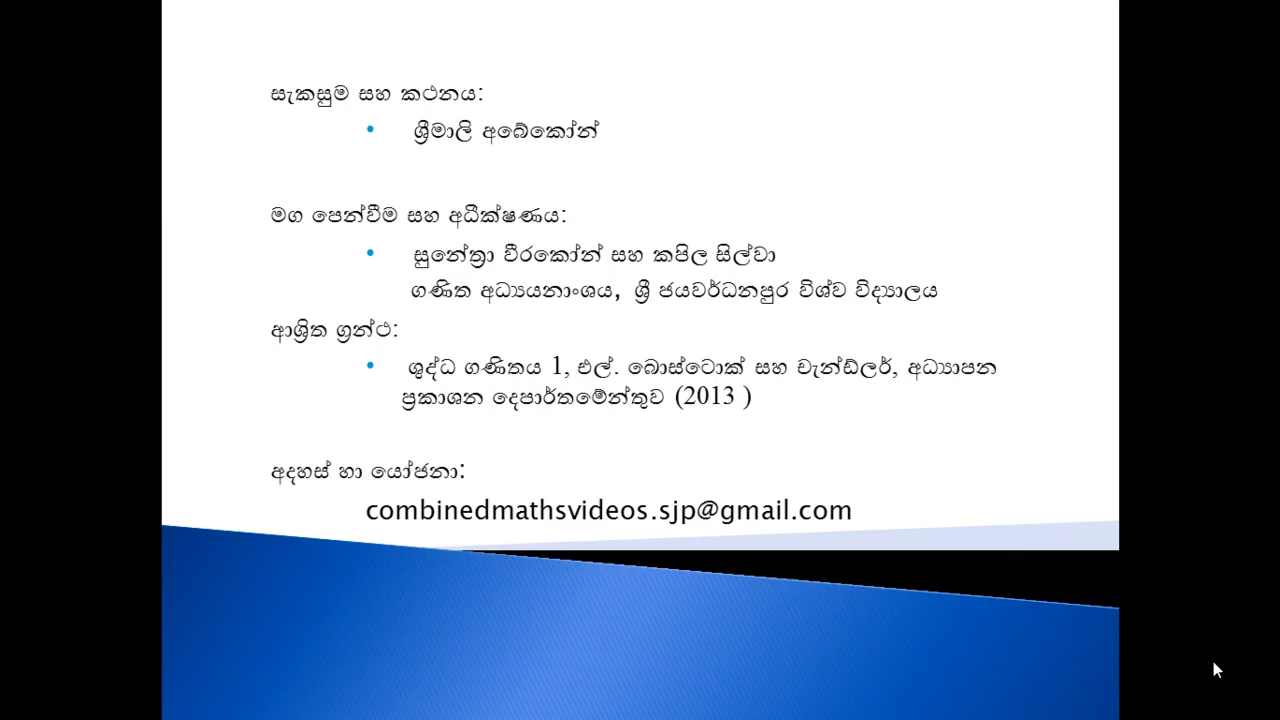 සැකසුම සහ කථනය:
• ශ්‍රීමාලි අබේකෝන්
මග පෙන්වීම සහ අධීක්ෂණය:
• සුනේත්‍රා වීරකෝන් සහ කපිල සිල්වා
ගණිත අධ්‍යයනාංශය, ශ්‍රී ජයවර්ධනපුර විශ්ව විද්‍යාලය
ආශ්‍රිත ග්‍රන්ථ:
• ශුද්ධ ගණිතය 1, එල්. බොස්ටොක් සහ චැන්ඩ්ලර්, අධ්‍යාපන
ප්‍රකාශන දෙපාර්තමේන්තුව (2013 )
අදහස් හා යෝජනා:
combinedmathsvideos.sjp@gmail.com